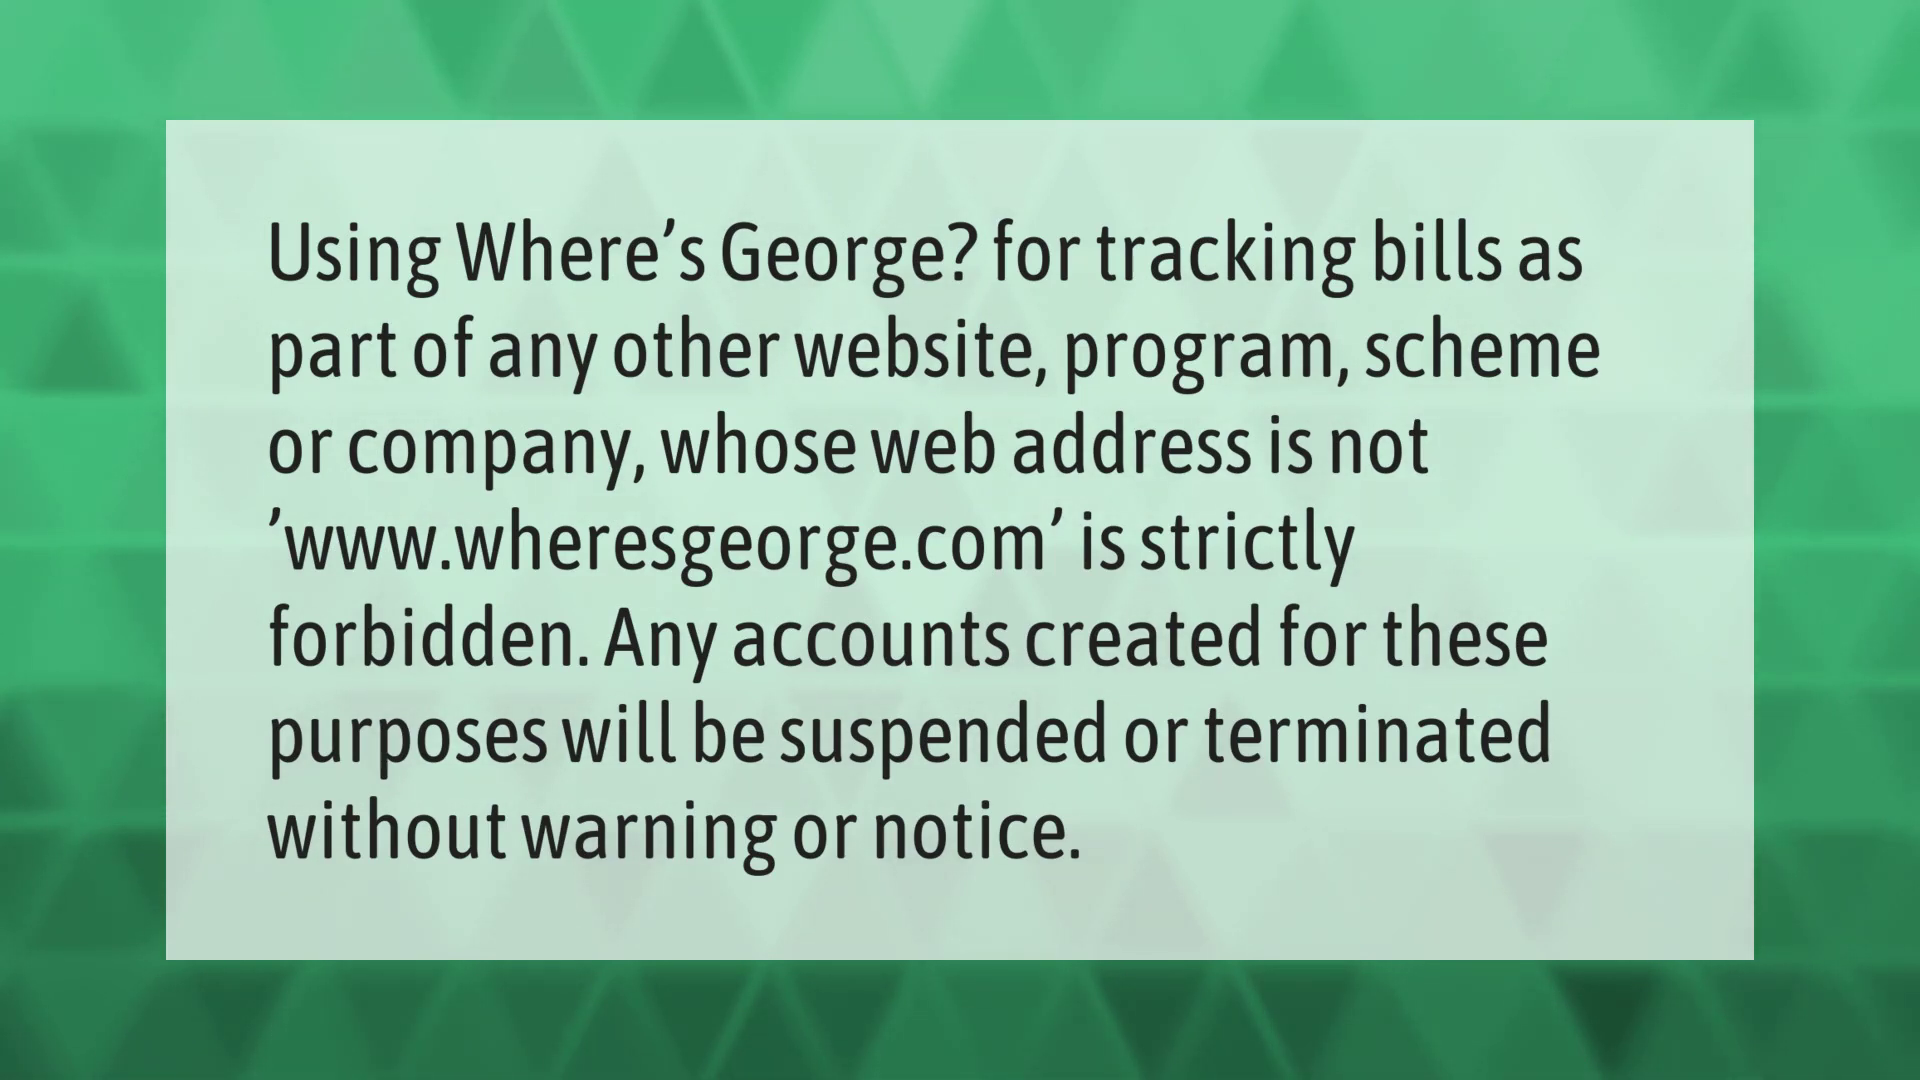 Using Where’s George? for tracking bills as
part of any other website, program, scheme
or company, whose web address is not
’www.wheresgeorge.com’ is strictly
forbidden. Any accounts created for these
purposes will be suspended or terminated
without warning or notice.